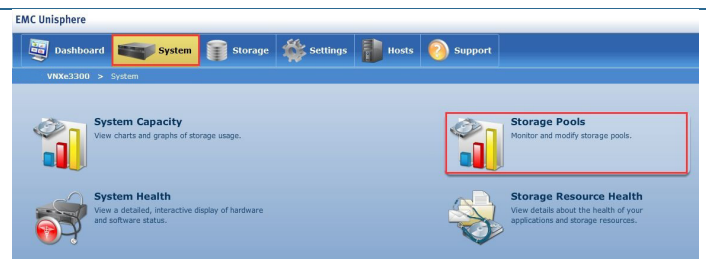 EMC Unisphere
Dashboard System Storage Settings Hosts Support
VNXe3300 > System
System Capacity
View charts and graphs of storage usage.
Storage Pools
Monitor and modify storage pools.
System Health
View a detailed, interactive display of hardware
and software status.
Storage Resource Health
View details about the health of your
applications and storage resources.